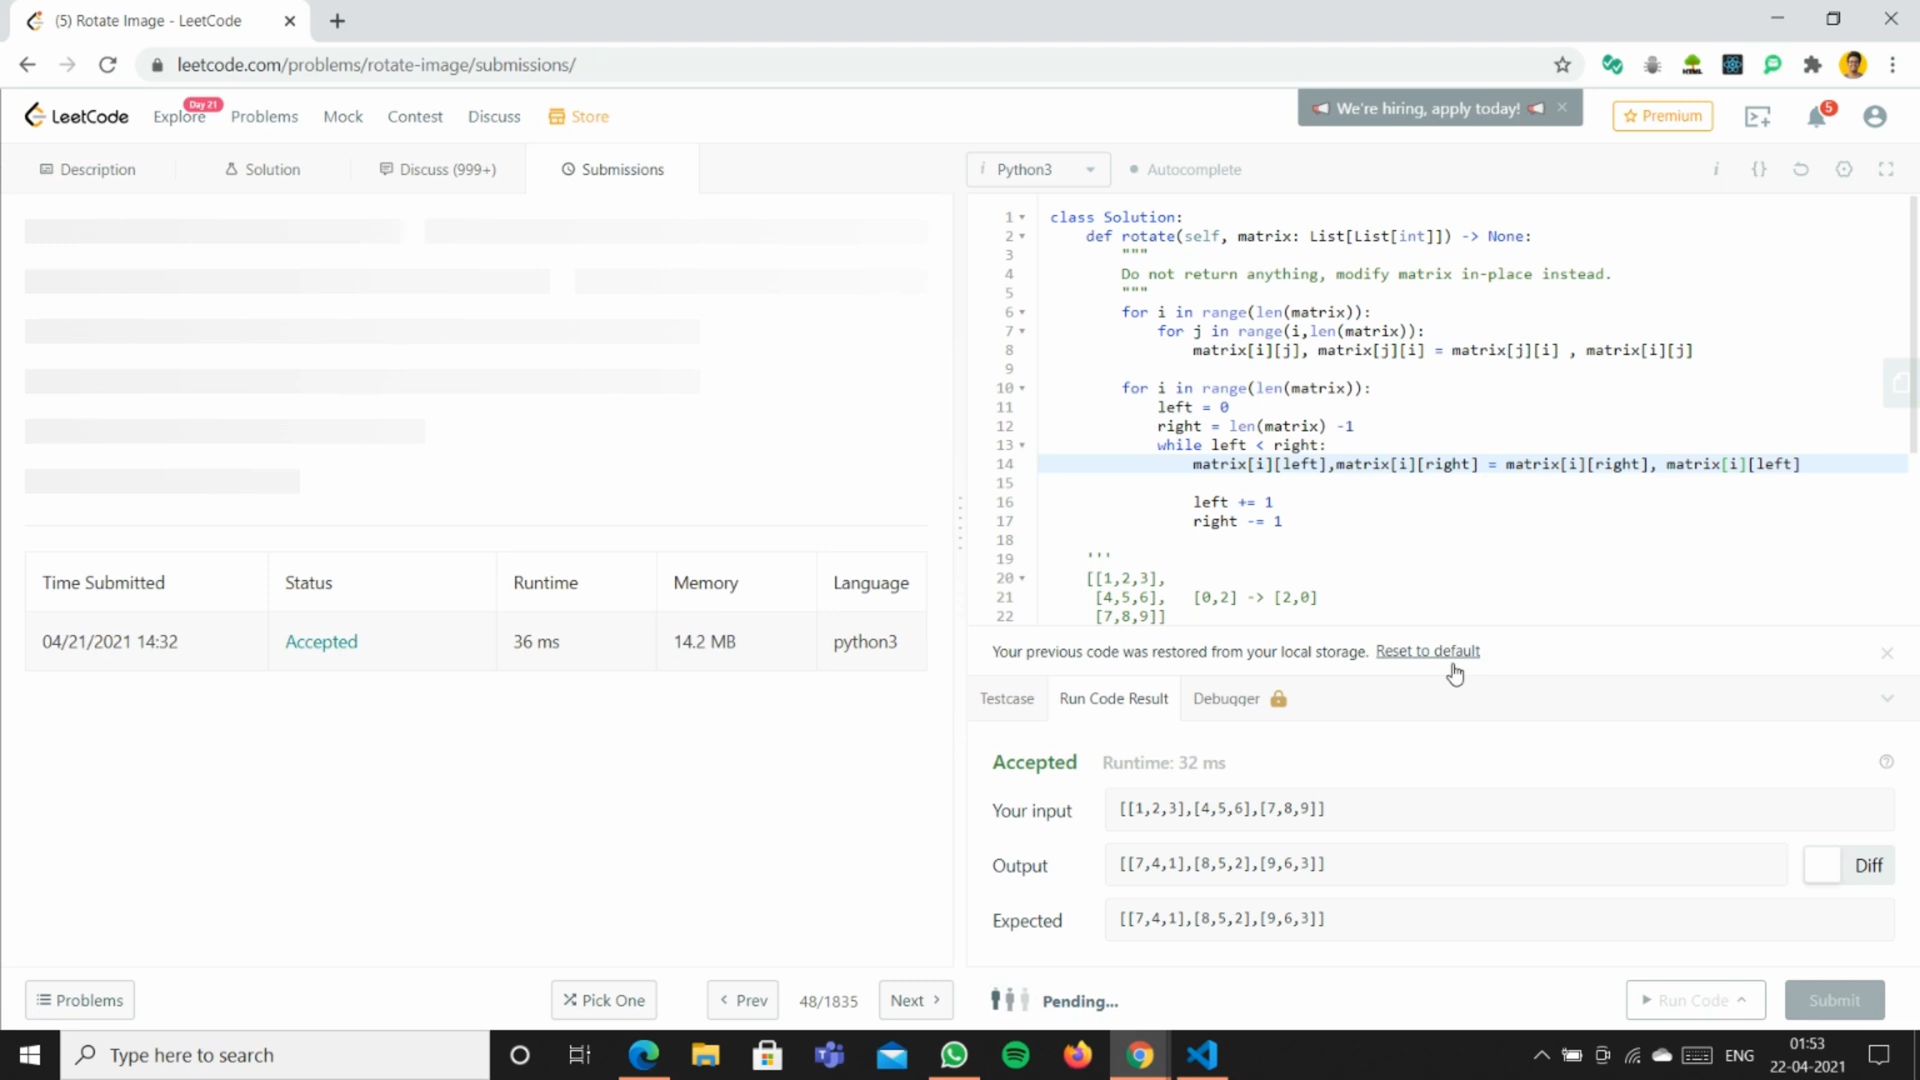 (5) Rotate Image - LeetCode
leetcode.com/problems/rotate-image/submissions/
LeetCode
Explore
Day 21
Problems
Mock
Contest
Discuss
Store
We're hiring, apply today!
Premium
5
Description
Solution
Discuss (999+)
Submissions
i Python3
Autocomplete
i {}
1 class Solution:
2 def rotate(self, matrix: List[List[int]]) -> None:
3 """
4 Do not return anything, modify matrix in-place instead.
5 """
6 for i in range(len(matrix)):
7 for j in range(i,len(matrix)):
8 matrix[i][j], matrix[j][i] = matrix[j][i] , matrix[i][j]
9
10 for i in range(len(matrix)):
11 left = 0
12 right = len(matrix) -1
13 while left < right:
14 matrix[i][left],matrix[i][right] = matrix[i][right], matrix[i][left]
15
16 left += 1
17 right -= 1
18
19 '''
20 [[1,2,3],
21 [4,5,6], [0,2] -> [2,0]
22 [7,8,9]]
Time Submitted Status Runtime Memory Language
04/21/2021 14:32 Accepted 36 ms 14.2 MB python3
Your previous code was restored from your local storage. Reset to default
Testcase
Run Code Result
Debugger
Accepted Runtime: 32 ms
Your input [[1,2,3],[4,5,6],[7,8,9]]
Output [[7,4,1],[8,5,2],[9,6,3]]
Diff
Expected [[7,4,1],[8,5,2],[9,6,3]]
Problems
Pick One
Prev
48/1835
Next
Pending...
Run Code
Submit
Type here to search
ENG
01:53
22-04-2021